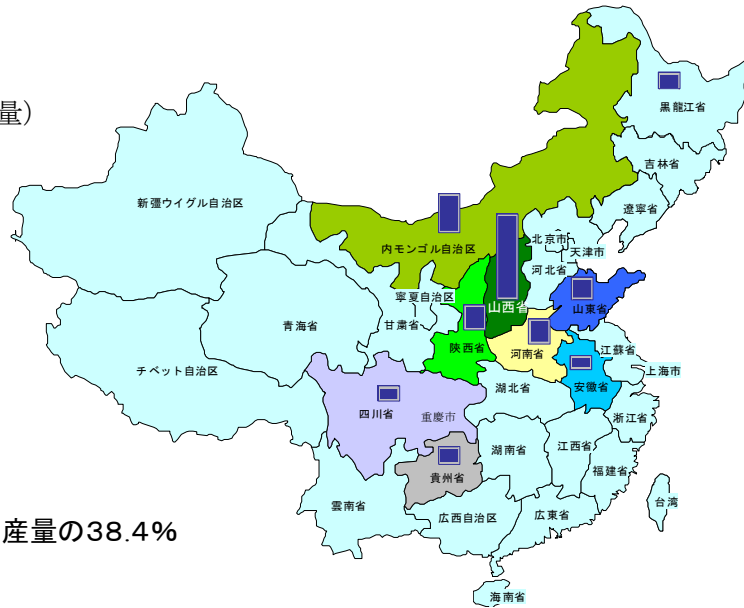 量）
黒龍江省
吉林省
新疆ウイグル自治区
遼寧省
北京市
天津市
内モンゴル自治区
河北省
寧夏自治区
山西省
山東省
青海省
甘粛省
陝西省
河南省
江蘇省
上海市
チベット自治区
湖北省
安徽省
四川省
重慶市
浙江省
湖南省
江西省
貴州省
福建省
雲南省
台湾
広西自治区
広東省
産量の38.4%
海南省